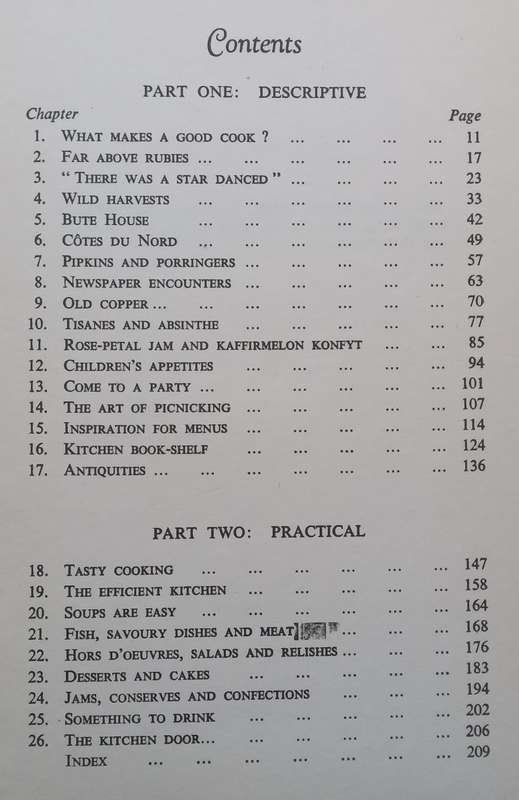 Contents
PART ONE: DESCRIPTIVE
Chapter Page
1. WHAT MAKES A GOOD COOK ? ... ... ... ... 11
2. FAR ABOVE RUBIES ... ... ... ... ... ... 17
3. “THERE WAS A STAR DANCED” ... ... ... ... 23
4. WILD HARVESTS ... ... ... ... ... ... 33
5. BUTE HOUSE ... ... ... ... ... ... 42
6. CÔTES DU NORD ... ... ... ... ... ... 49
7. PIPKINS AND PORRINGERS ... ... ... ... ... 57
8. NEWSPAPER ENCOUNTERS ... ... ... ... ... 63
9. OLD COPPER ... ... ... ... ... ... ... 70
10. TISANES AND ABSINTHE ... ... ... ... ... 77
11. ROSE-PETAL JAM AND KAFFIRMELON KONFYT ... ... 85
12. CHILDREN'S APPETITES ... ... ... ... ... 94
13. COME TO A PARTY ... ... ... ... ... ... 101
14. THE ART OF PICNICKING ... ... ... ... ... 107
15. INSPIRATION FOR MENUS ... ... ... ... ... 114
16. KITCHEN BOOK-SHELF ... ... ... ... ... 124
17. ANTIQUITIES ... ... ... ... ... ... ... 136
PART TWO: PRACTICAL
18. TASTY COOKING ... ... ... ... ... ... 147
19. THE EFFICIENT KITCHEN ... ... ... ... ... 158
20. SOUPS ARE EASY ... ... ... ... ... ... 164
21. FISH, SAVOURY DISHES AND MEAT ... ... ... 168
22. HORS D'OEUVRES, SALADS AND RELISHES ... ... ... 176
23. DESSERTS AND CAKES ... ... ... ... ... 183
24. JAMS, CONSERVES AND CONFECTIONS ... ... ... 194
25. SOMETHING TO DRINK ... ... ... ... ... 202
26. THE KITCHEN DOOR... ... ... ... ... ... 206
INDEX ... ... ... ... ... ... ... 209